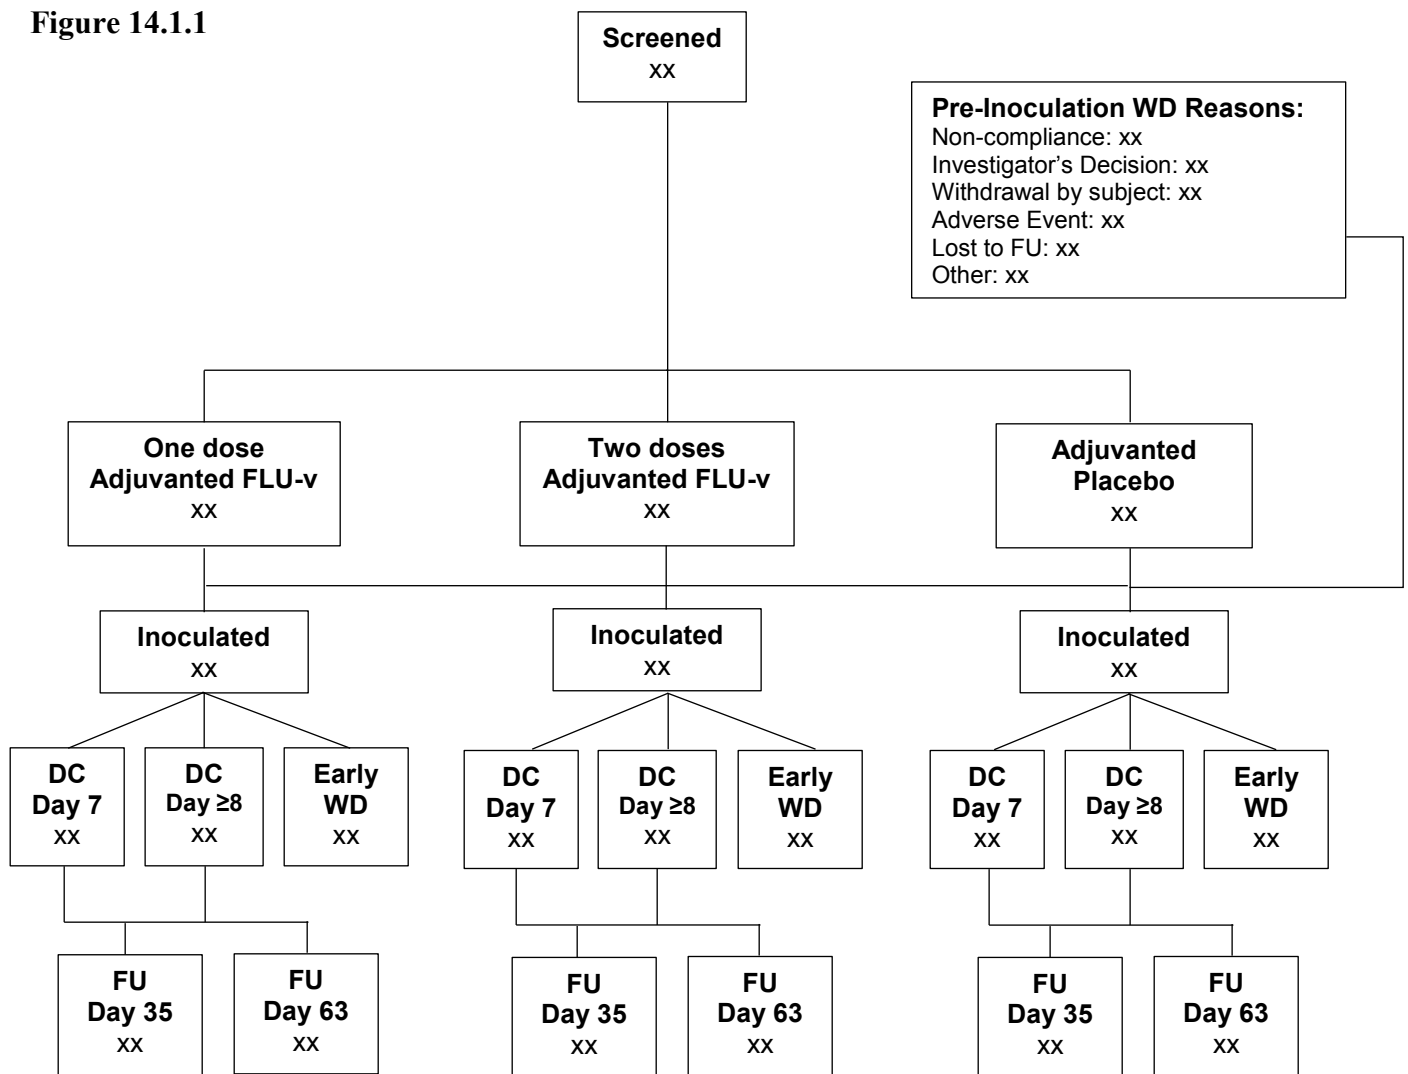 Figure 14.1.1
Screened
xx
Pre-Inoculation WD Reasons:
Non-compliance: xx
Investigator’s Decision: xx
Withdrawal by subject: xx
Adverse Event: xx
Lost to FU: xx
Other: xx
One dose
Adjuvanted FLU-v
xx
Two doses
Adjuvanted FLU-v
xx
Adjuvanted
Placebo
xx
Inoculated
xx
Inoculated
xx
Inoculated
xx
DC
Day 7
xx
DC
Day ≥8
xx
Early
WD
xx
DC
Day 7
xx
DC
Day ≥8
xx
Early
WD
xx
DC
Day 7
xx
DC
Day ≥8
xx
Early
WD
xx
FU
Day 35
xx
FU
Day 63
xx
FU
Day 35
xx
FU
Day 63
xx
FU
Day 35
xx
FU
Day 63
xx